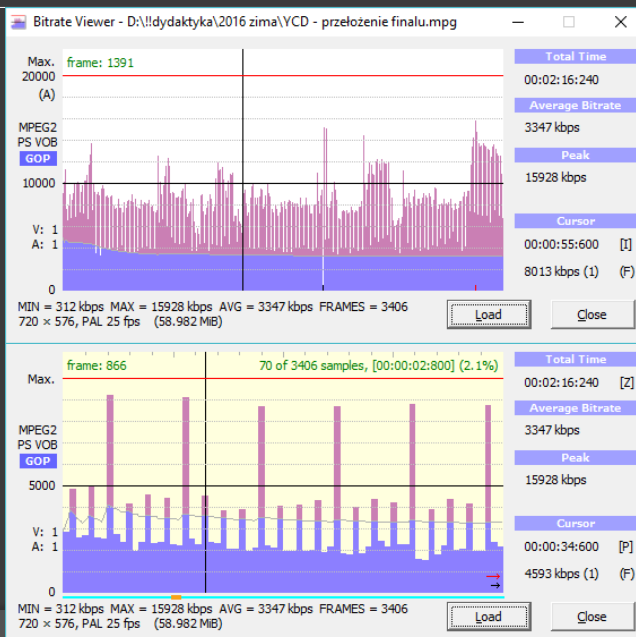 Bitrate Viewer - D:\!!dydaktyka\2016 zima\YCD - przełożenie finalu.mpg
Max.
20000
(A)
frame: 1391
MPEG2
PS VOB
GOP
10000
V: 1
A: 1
0
Total Time
00:02:16:240
Average Bitrate
3347 kbps
Peak
15928 kbps
Cursor
00:00:55:600 [I]
8013 kbps (1) (F)
MIN = 312 kbps MAX = 15928 kbps AVG = 3347 kbps FRAMES = 3406
720 × 576, PAL 25 fps (58.982 MiB)
Load
Close
frame: 866
70 of 3406 samples, [00:00:02:800] (2.1%)
Max.
MPEG2
PS VOB
GOP
5000
V: 1
A: 1
0
Total Time
00:02:16:240 [Z]
Average Bitrate
3347 kbps
Peak
15928 kbps
Cursor
00:00:34:600 [P]
4593 kbps (1) (F)
MIN = 312 kbps MAX = 15928 kbps AVG = 3347 kbps FRAMES = 3406
720 × 576, PAL 25 fps (58.982 MiB)
Load
Close